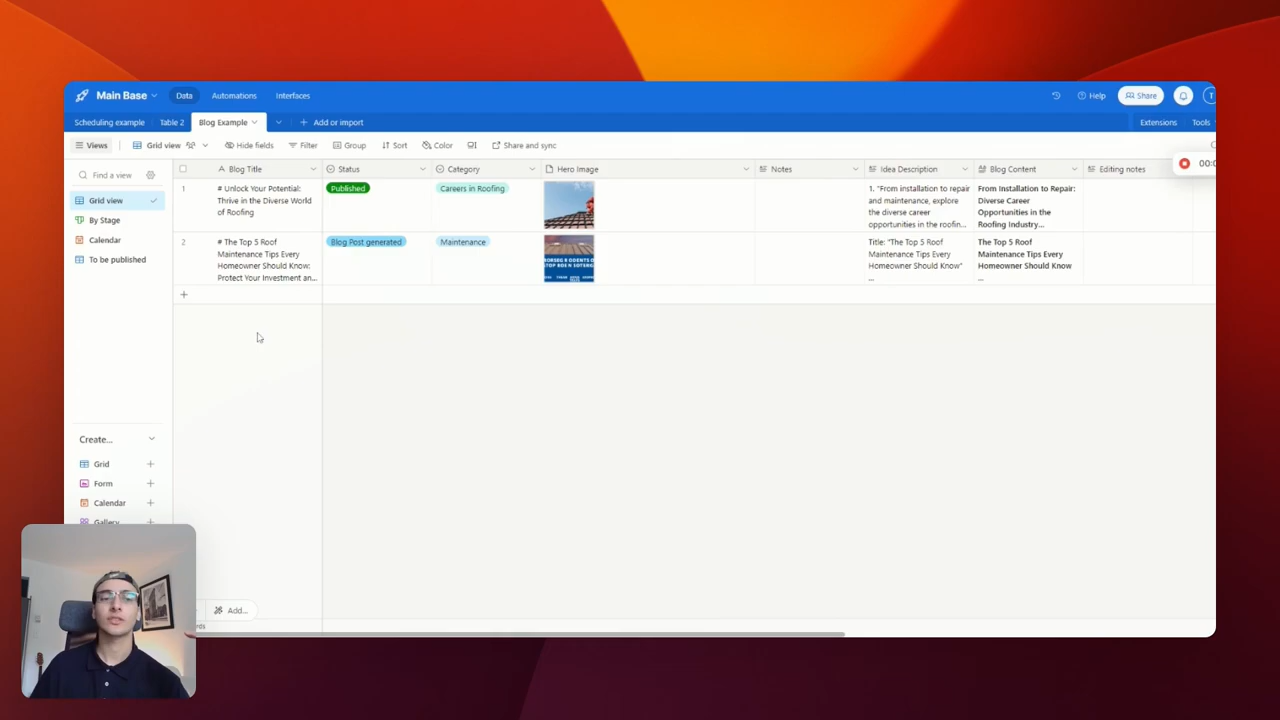 Main Base
Data
Automations
Interfaces
Help
Share
T
Scheduling example
Table 2
Blog Example
Add or import
Extensions
Tools
Views
Grid view
Hide fields
Filter
Group
Sort
Color
Share and sync
Find a view
Grid view
By Stage
Calendar
To be published
Blog Title
Status
Category
Hero Image
Notes
Idea Description
Blog Content
Editing notes
00:0
1
# Unlock Your Potential:
Thrive in the Diverse World
of Roofing
Published
Careers in Roofing
1. "From installation to repair
and maintenance, explore
the diverse career
opportunities in the roofin...
From Installation to Repair:
Diverse Career
Opportunities in the
Roofing Industry...
2
# The Top 5 Roof
Maintenance Tips Every
Homeowner Should Know:
Protect Your Investment an...
Blog Post generated
Maintenance
Title: "The Top 5 Roof
Maintenance Tips Every
Homeowner Should Know"
...
The Top 5 Roof
Maintenance Tips Every
Homeowner Should Know
...
Create...
Grid
Form
Calendar
Gallery
Add...